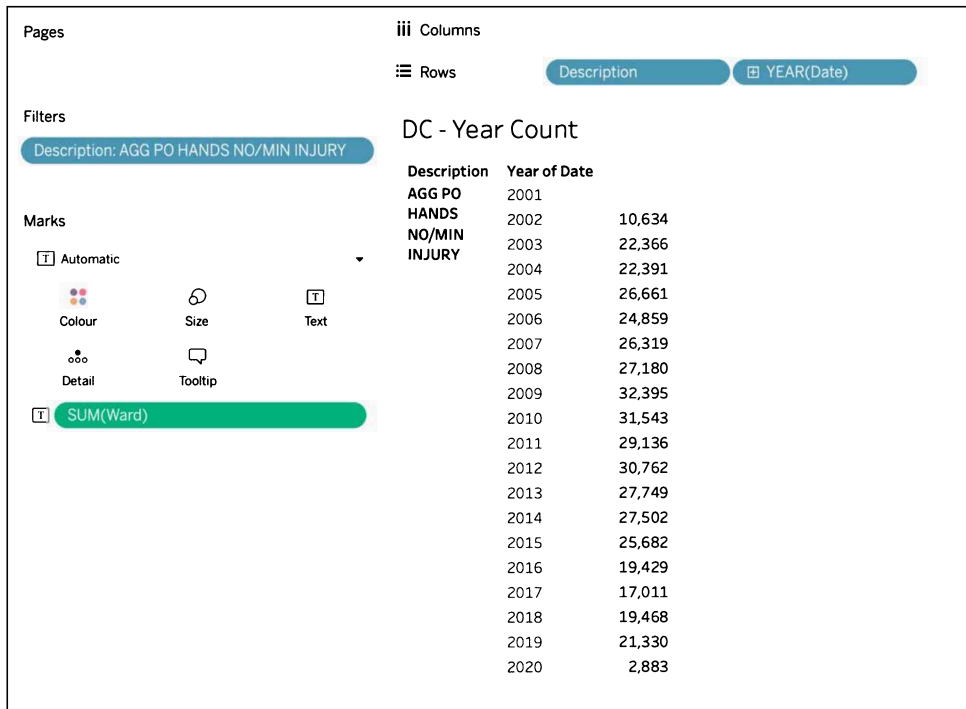 Pages
iii Columns
Rows Description YEAR(Date)
Filters
Description: AGG PO HANDS NO/MIN INJURY
DC - Year Count
Description Year of Date
AGG PO
HANDS
NO/MIN
INJURY
2001
2002 10,634
2003 22,366
2004 22,391
2005 26,661
2006 24,859
2007 26,319
2008 27,180
2009 32,395
2010 31,543
2011 29,136
2012 30,762
2013 27,749
2014 27,502
2015 25,682
2016 19,429
2017 17,011
2018 19,468
2019 21,330
2020 2,883
Marks
T Automatic
Colour Size T Text
Detail Tooltip
T SUM(Ward)